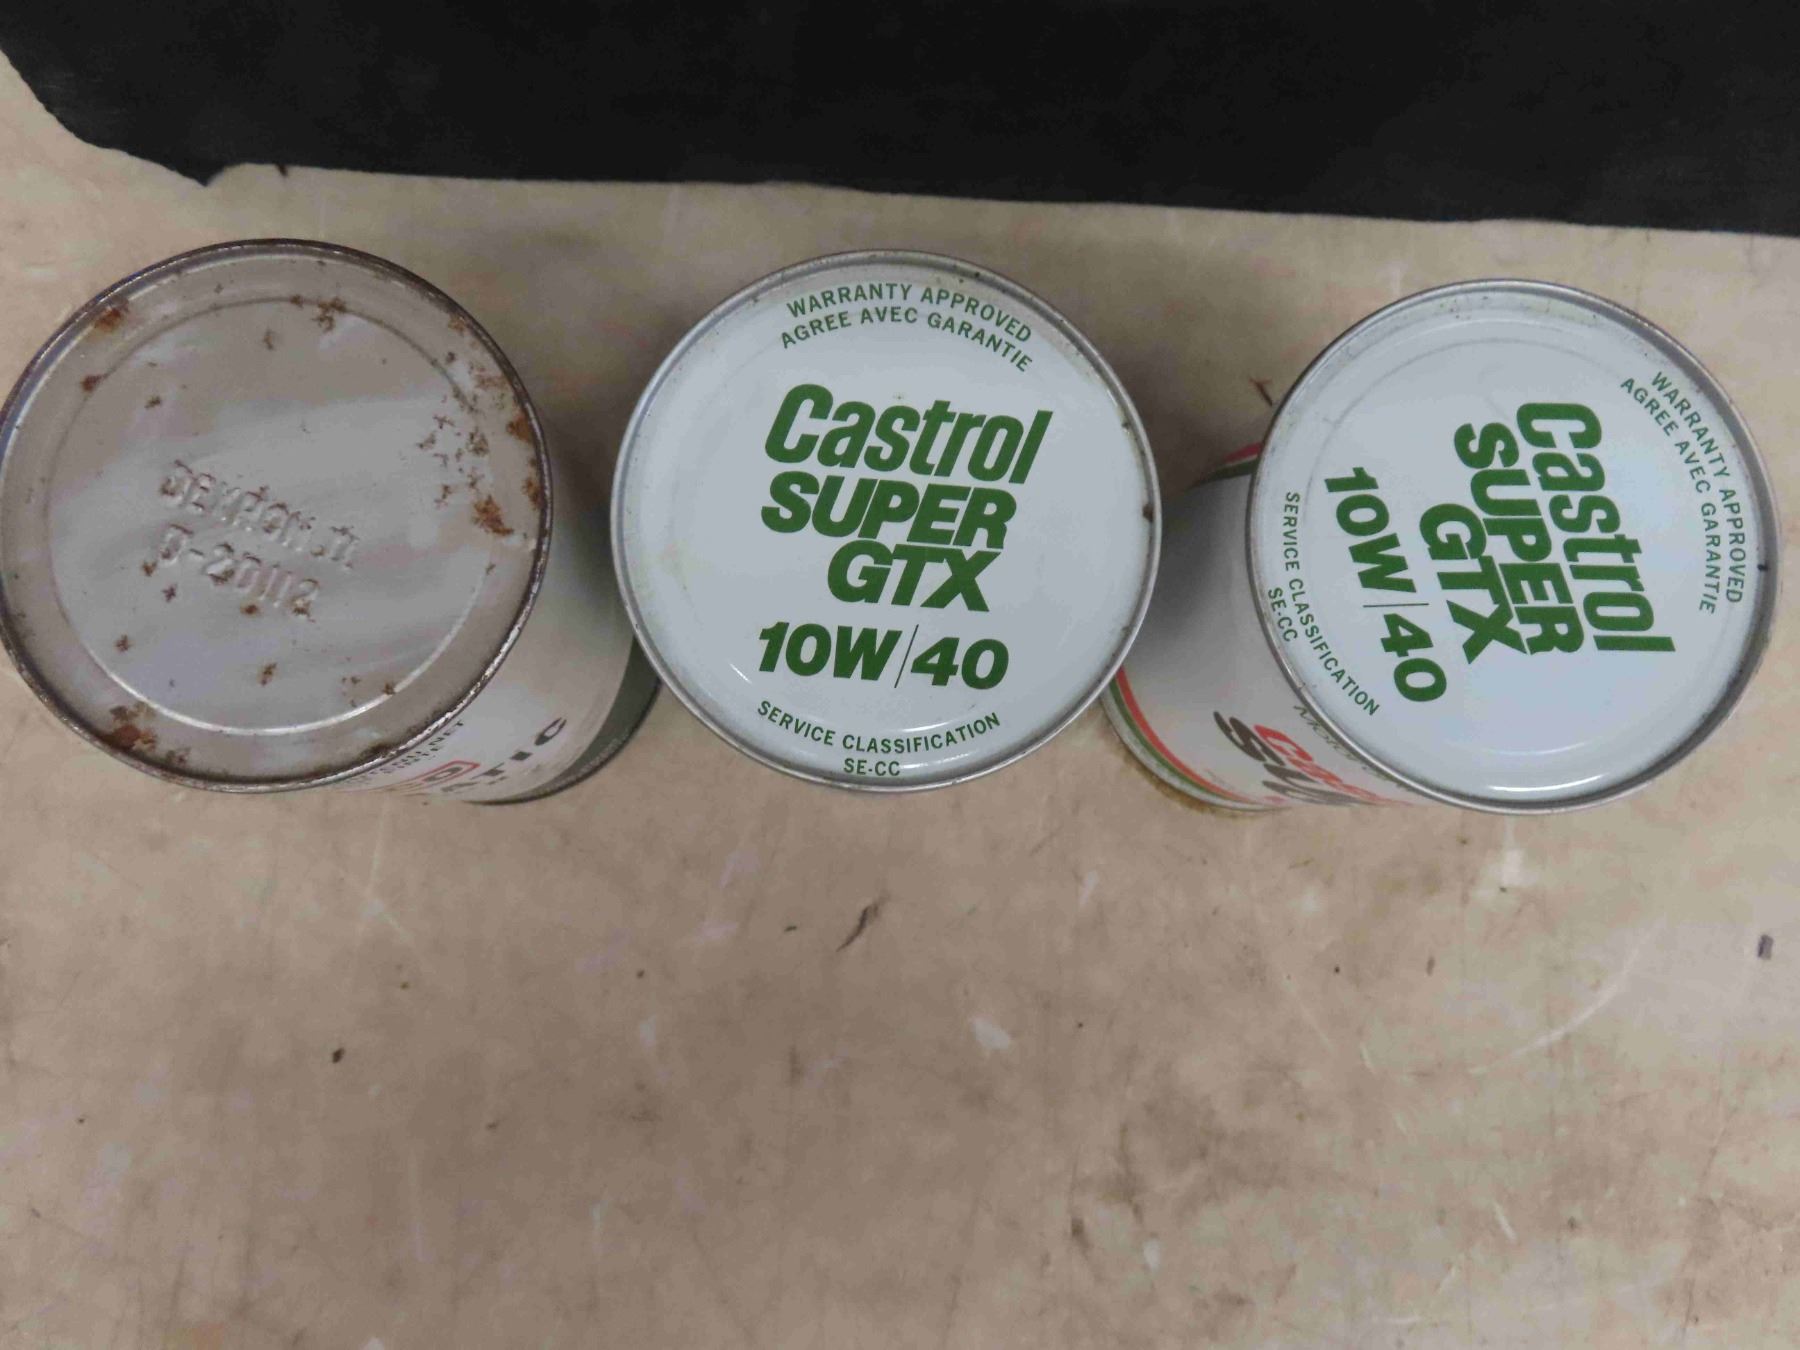 D-20112
WARRANTY APPROVED
AGREE AVEC GARANTIE
Castrol
SUPER
GTX
10W/40
SERVICE CLASSIFICATION
SE-CC
WARRANTY APPROVED
AGREE AVEC GARANTIE
Castrol
SUPER
GTX
10W/40
SERVICE CLASSIFICATION
SE-CC